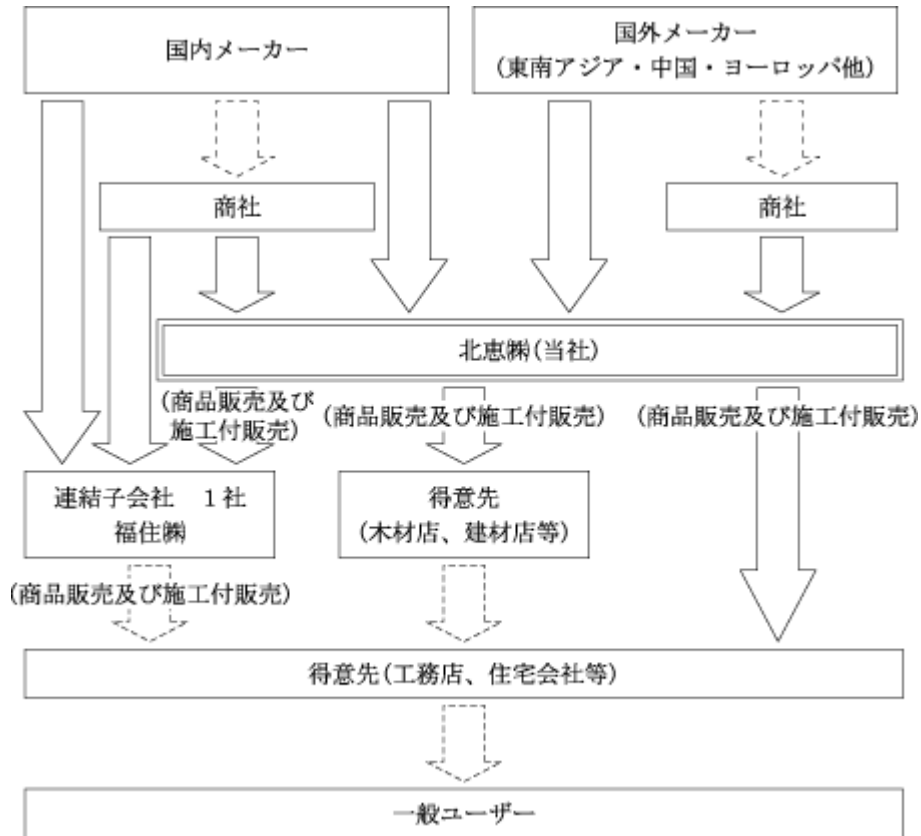 国内メーカー
国外メーカー
(東南アジア・中国・ヨーロッパ他)
商社
商社
北恵㈱(当社)
(商品販売及び
施工付販売)
(商品販売及び施工付販売)
(商品販売及び施工付販売)
連結子会社　１社
福住㈱
得意先
(木材店、建材店等)
(商品販売及び施工付販売)
得意先(工務店、住宅会社等)
一般ユーザー